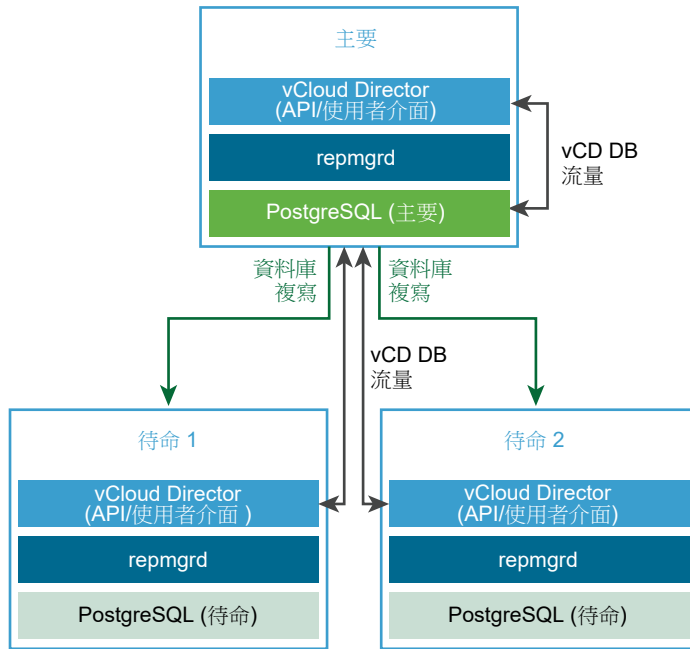 主要
vCloud Director
(API/使用者介面)
repmgrd
PostgreSQL (主要)
vCD DB
流量
資料庫
複寫
資料庫
複寫
vCD DB
流量
待命 1
vCloud Director
(API/使用者介面 )
repmgrd
PostgreSQL (待命)
待命 2
vCloud Director
(API/使用者介面)
repmgrd
PostgreSQL (待命)